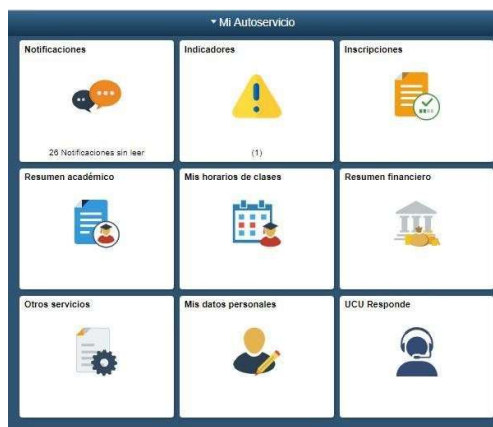 Mi Autoservicio
Notificaciones
Indicadores
Inscripciones
26 Notificaciones sin leer
(1)
Resumen académico
Mis horarios de clases
Resumen financiero
Otros servicios
Mis datos personales
UCU Responde